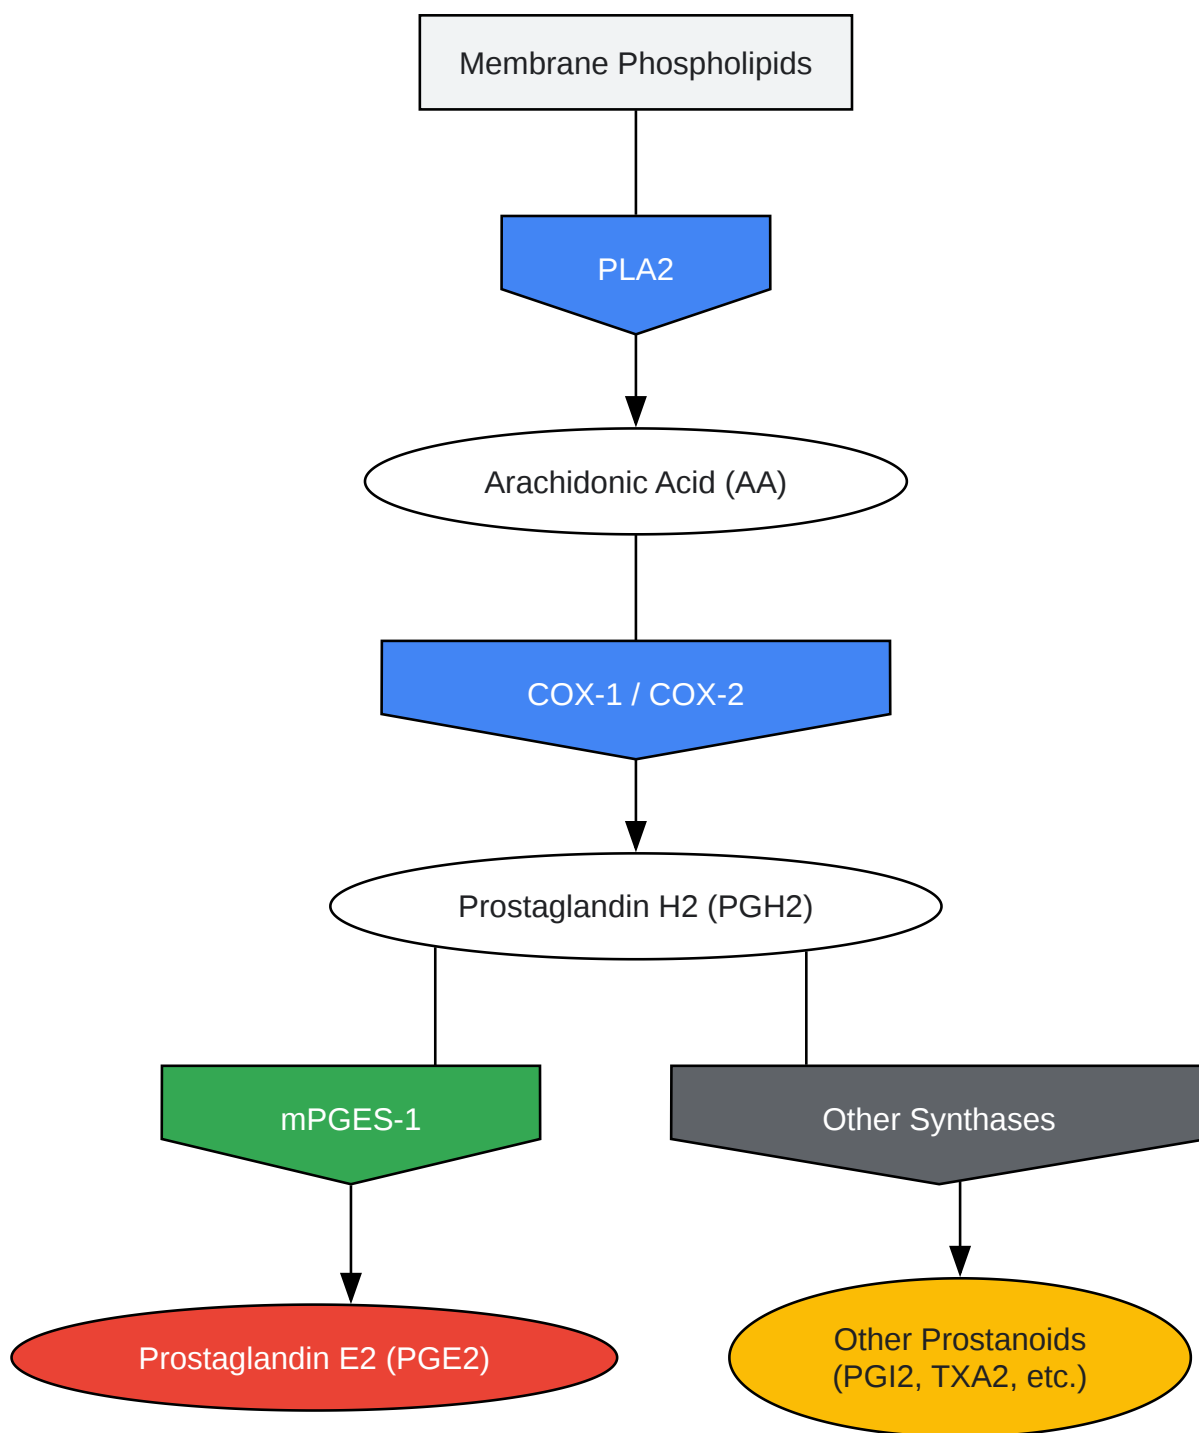 Membrane Phospholipids
PLA2
Arachidonic Acid (AA)
COX-1 / COX-2
Prostaglandin H2 (PGH2)
mPGES-1
Other Synthases
Prostaglandin E2 (PGE2)
Other Prostanoids
(PGI2, TXA2, etc.)